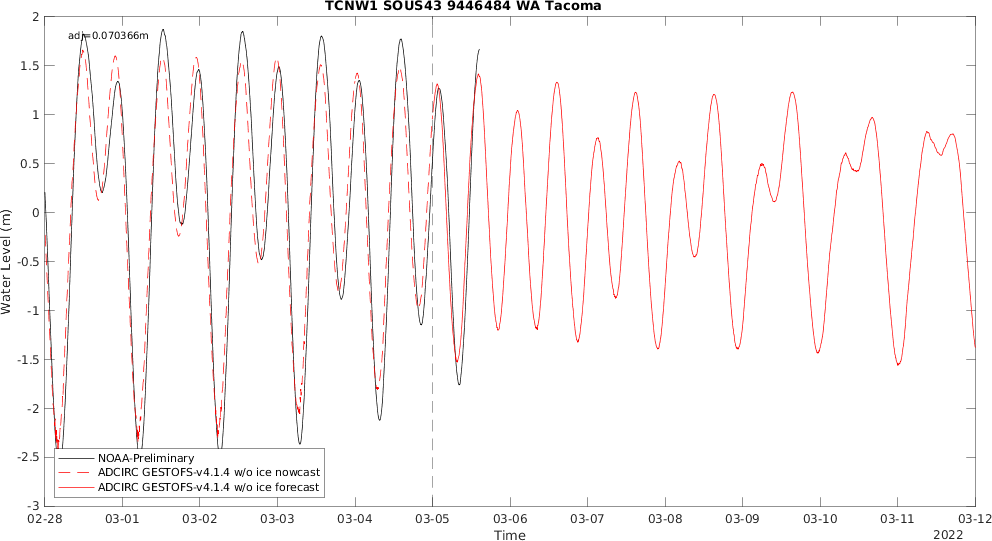 TCNW1 SOUS43 9446484 WA Tacoma
adj=0.070366m
Water Level (m)
2
1.5
1
0.5
0
-0.5
-1
-1.5
-2
-2.5
-3
NOAA-Preliminary
ADCIRC GESTOFS-v4.1.4 w/o ice nowcast
ADCIRC GESTOFS-v4.1.4 w/o ice forecast
02-28 03-01 03-02 03-03 03-04 03-05 03-06 03-07 03-08 03-09 03-10 03-11 03-12
Time
2022